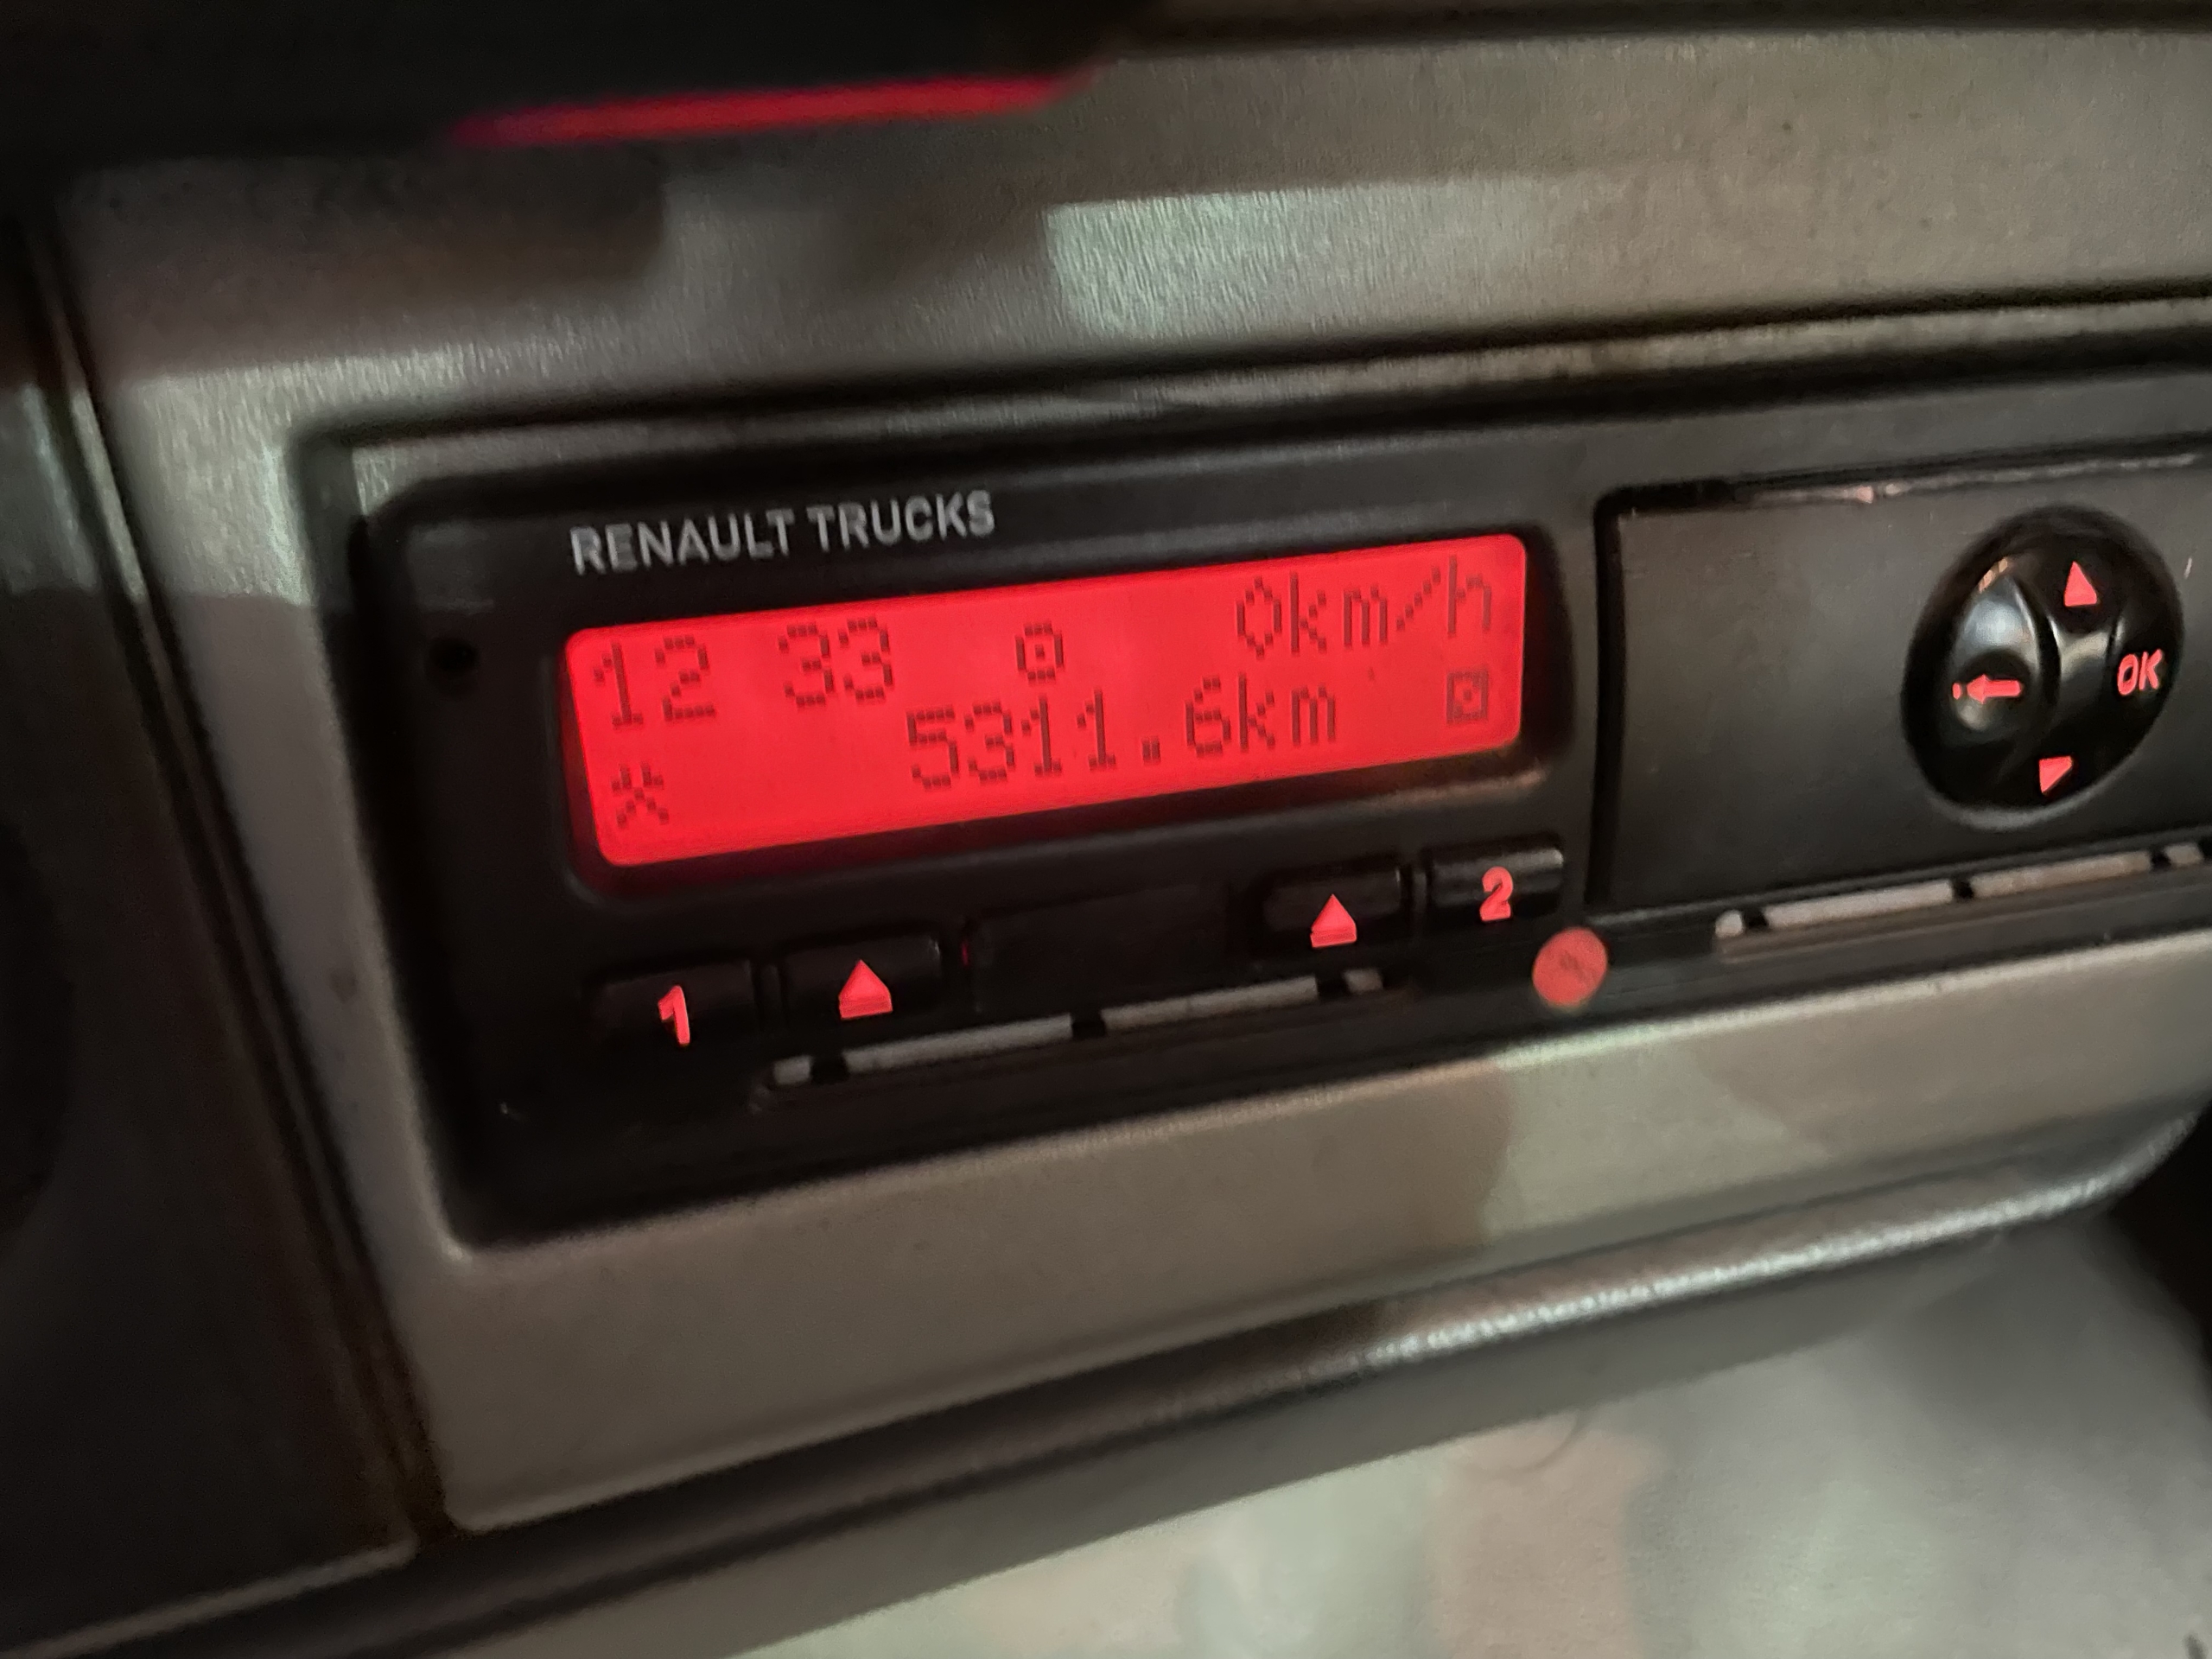 RENAULT TRUCKS
12 33 0km/h
5311.6km
1 2
OK